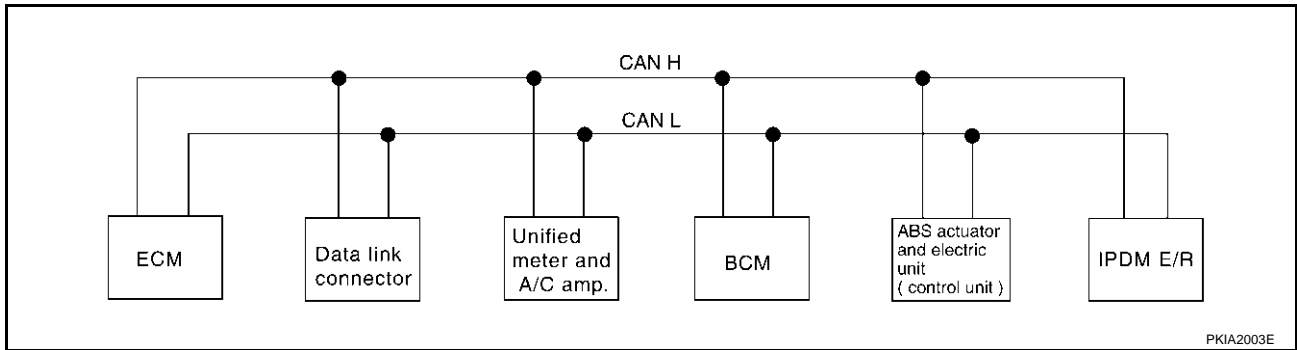 CAN H
CAN L
ECM
Data link
connector
Unified
meter and
A/C amp.
BCM
ABS actuator
and electric
unit
( control unit )
IPDM E/R
PKIA2003E